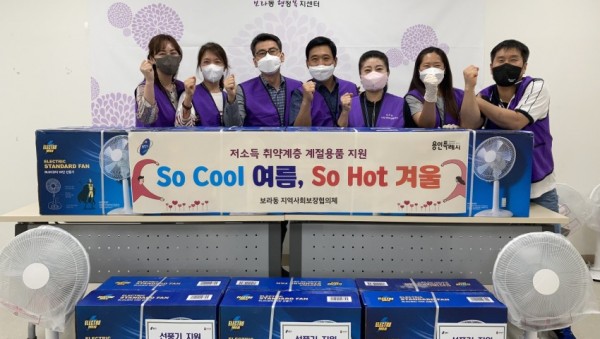 보라동 행정복지센터
저소득 취약계층 계절용품 지원
용인특례시
So Cool 여름, So Hot 겨울
보라동 지역사회보장협의체
ELECTRIC
STANDARD FAN
STANDARD FAN
ELECTRIC
선풍기 지원
선풍기 지원
선풍기 지원